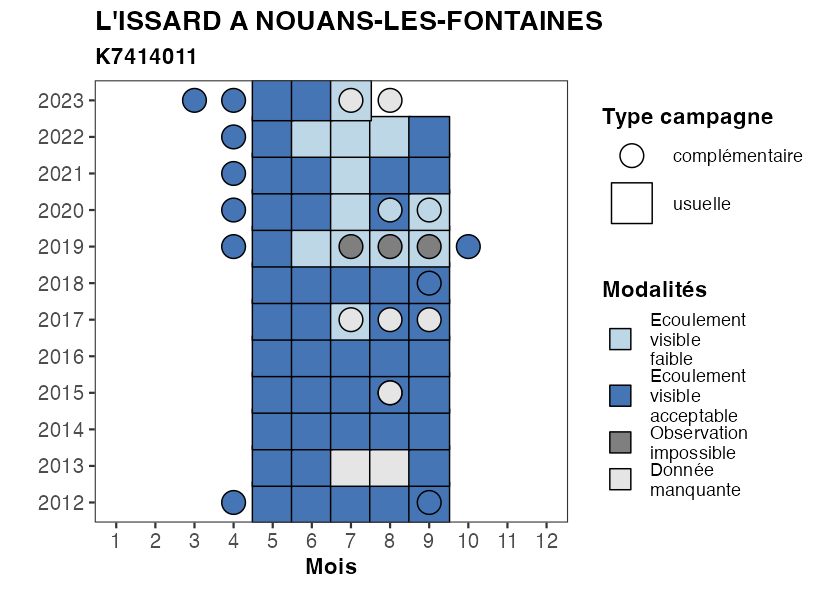 L'ISSARD A NOUANS-LES-FONTAINES
K7414011
2023
2022
2021
2020
2019
2018
2017
2016
2015
2014
2013
2012
1 2 3 4 5 6 7 8 9 10 11 12
Mois
Type campagne
complémentaire
usuelle
Modalités
Ecoulement
visible
faible
Ecoulement
visible
acceptable
Observation
impossible
Donnée
manquante